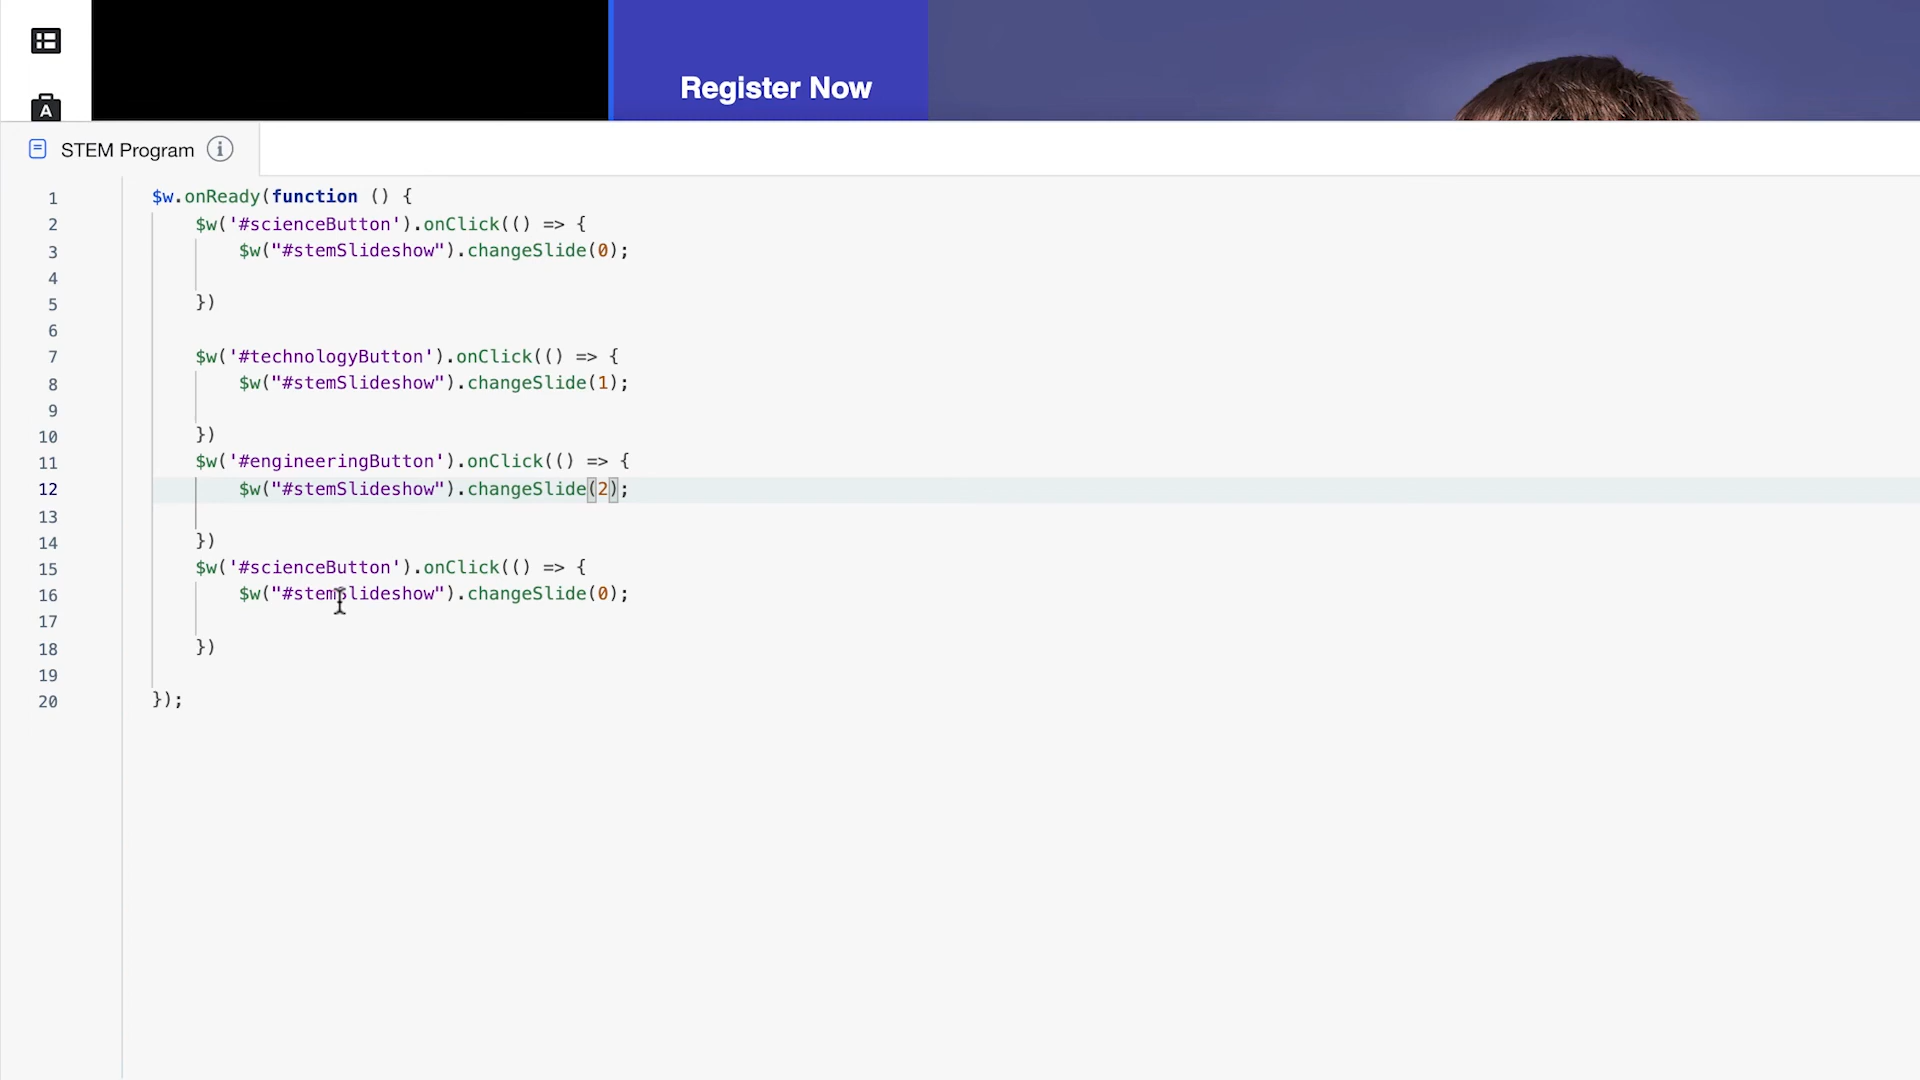 Register Now
A
STEM Program i
1 $w.onReady(function () {
2 $w('#scienceButton').onClick(() => {
3 $w("#stemSlideshow").changeSlide(0);
4
5 })
6
7 $w('#technologyButton').onClick(() => {
8 $w("#stemSlideshow").changeSlide(1);
9
10 })
11 $w('#engineeringButton').onClick(() => {
12 $w("#stemSlideshow").changeSlide(2);
13
14 })
15 $w('#scienceButton').onClick(() => {
16 $w("#stemSlideshow").changeSlide(0);
17
18 })
19
20 });